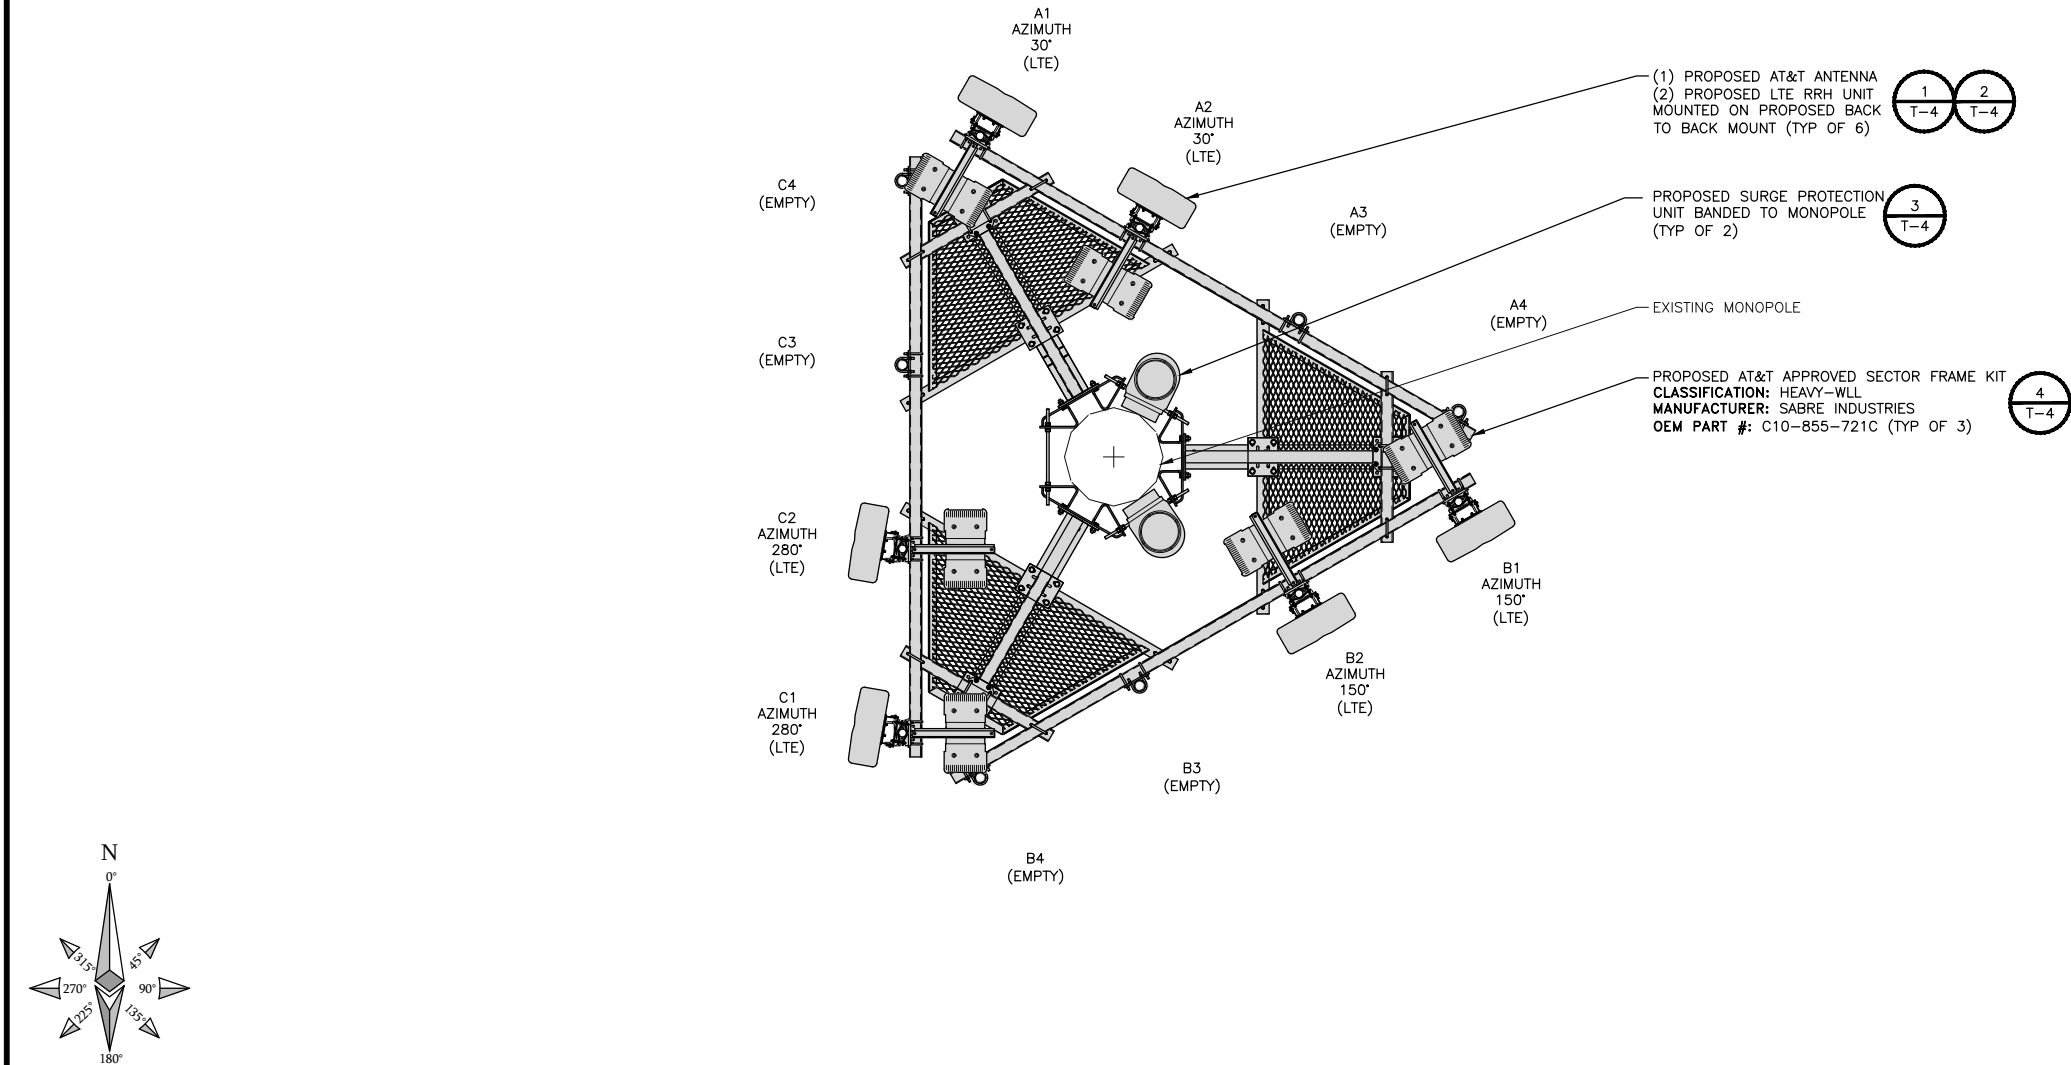 A1
AZIMUTH
30°
(LTE)
A2
AZIMUTH
30°
(LTE)
A3
(EMPTY)
A4
(EMPTY)
C4
(EMPTY)
C3
(EMPTY)
C2
AZIMUTH
280°
(LTE)
C1
AZIMUTH
280°
(LTE)
B1
AZIMUTH
150°
(LTE)
B2
AZIMUTH
150°
(LTE)
B3
(EMPTY)
B4
(EMPTY)
(1) PROPOSED AT&T ANTENNA
(2) PROPOSED LTE RRH UNIT
MOUNTED ON PROPOSED BACK
TO BACK MOUNT (TYP OF 6)
1
T-4
2
T-4
PROPOSED SURGE PROTECTION
UNIT BANDED TO MONOPOLE
(TYP OF 2)
3
T-4
EXISTING MONOPOLE
PROPOSED AT&T APPROVED SECTOR FRAME KIT
CLASSIFICATION: HEAVY-WLL
MANUFACTURER: SABRE INDUSTRIES
OEM PART #: C10-855-721C (TYP OF 3)
4
T-4
N
0°
315°
45°
270°
90°
225°
135°
180°